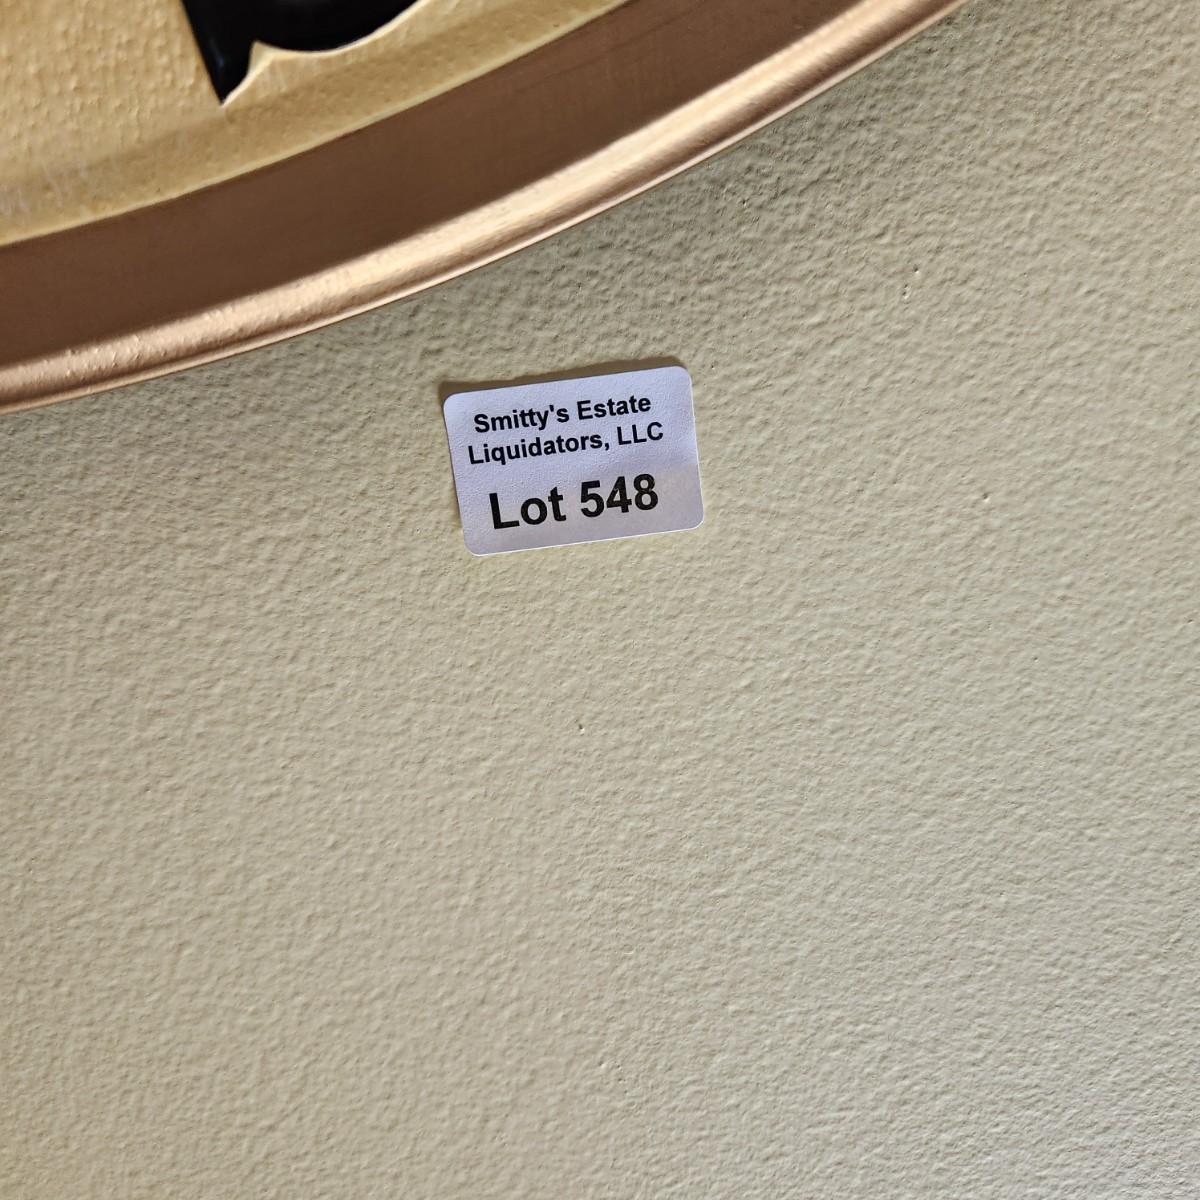 Smitty's Estate
Liquidators, LLC
Lot 548